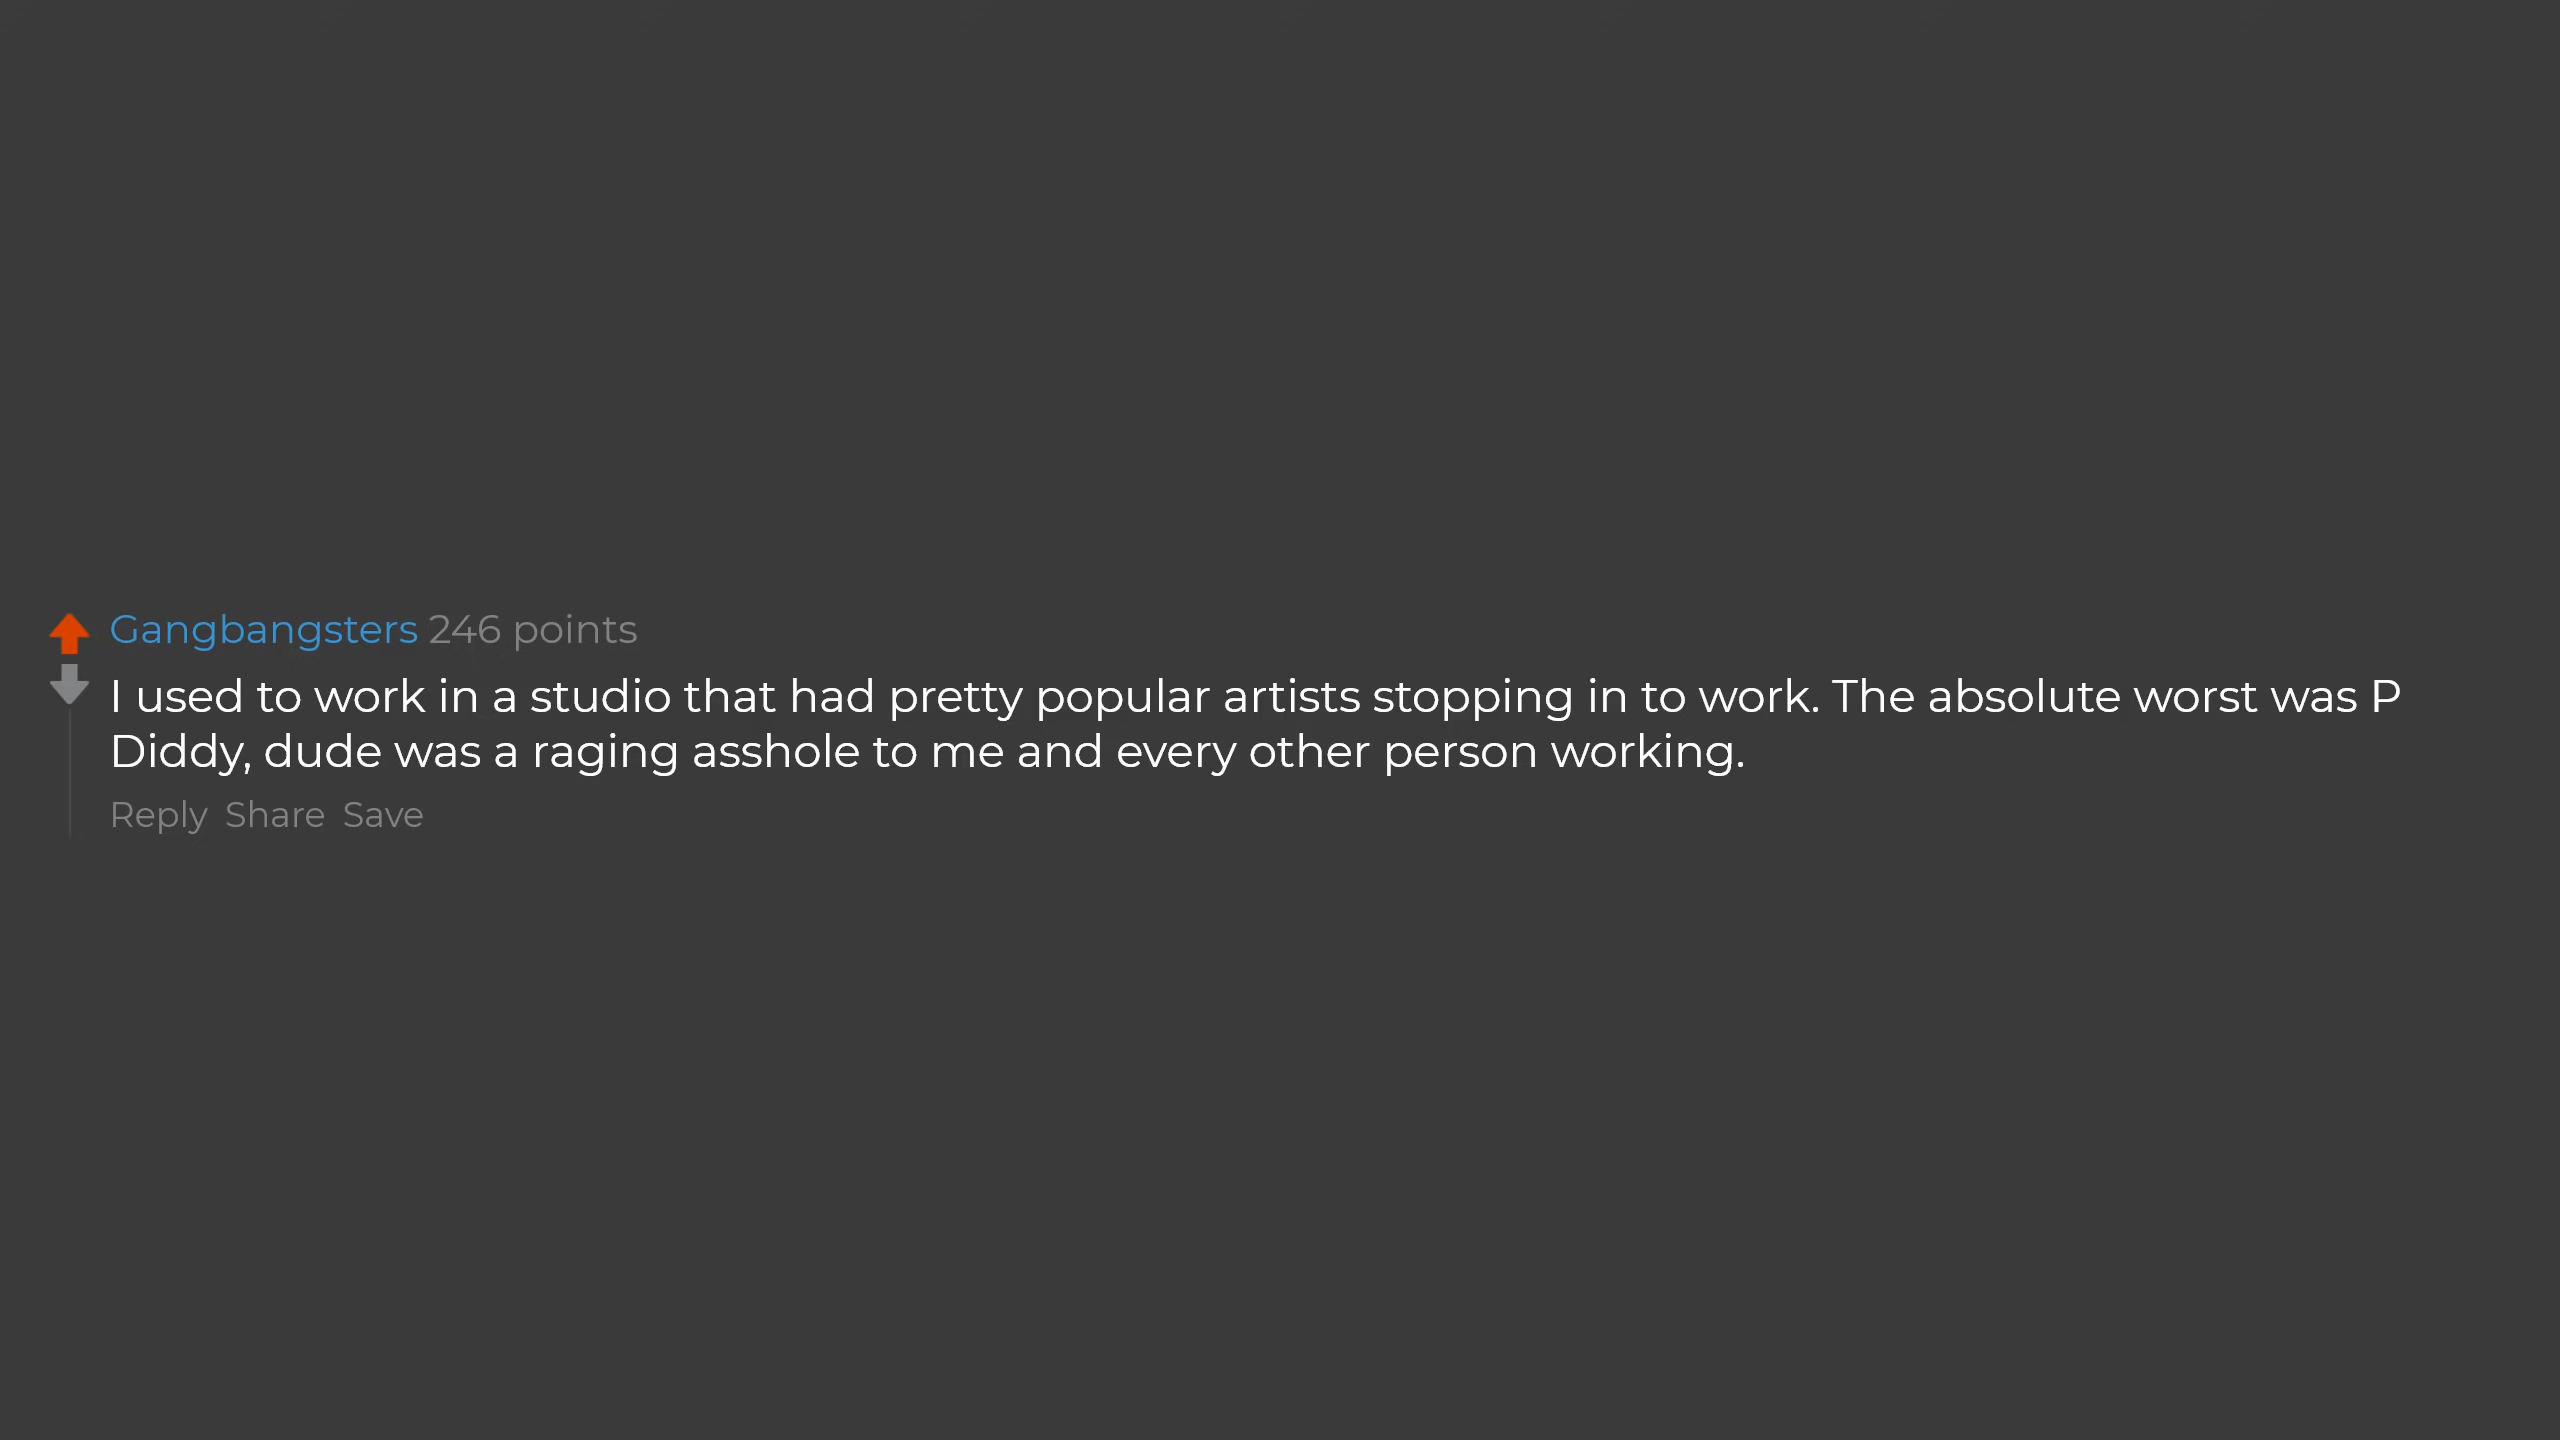 Gangbangsters 246 points
I used to work in a studio that had pretty popular artists stopping in to work. The absolute worst was P
Diddy, dude was a raging asshole to me and every other person working.
Reply Share Save